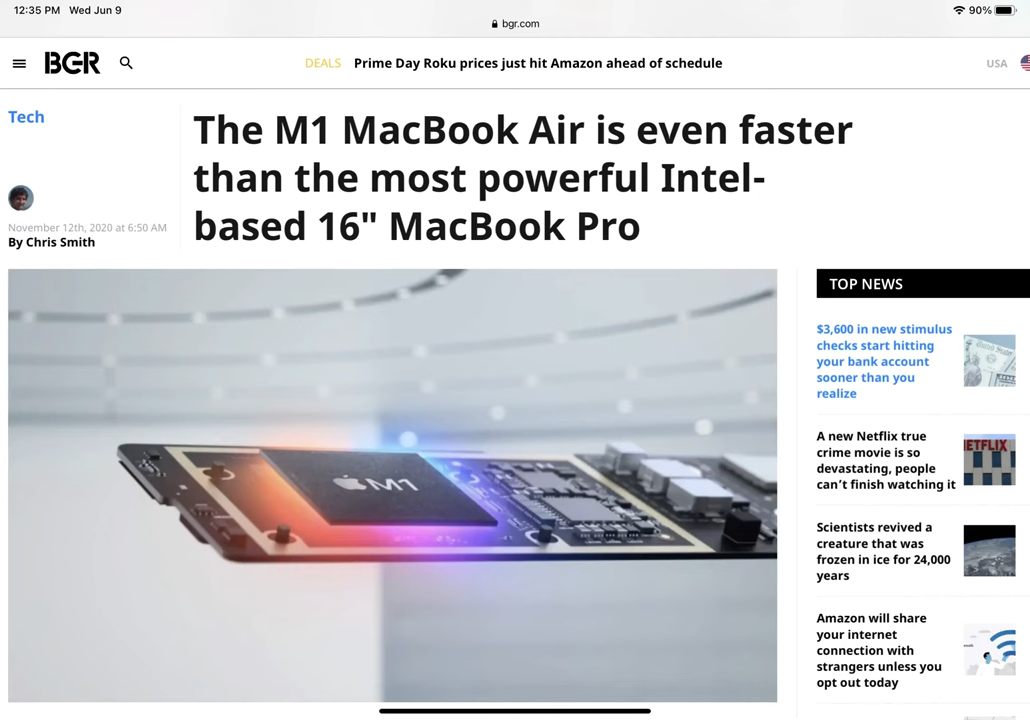 12:35 PM Wed Jun 9
90%
bgr.com
BGR
DEALS Prime Day Roku prices just hit Amazon ahead of schedule
USA
Tech
The M1 MacBook Air is even faster
than the most powerful Intel-
based 16" MacBook Pro
November 12th, 2020 at 6:50 AM
By Chris Smith
M1
TOP NEWS
$3,600 in new stimulus
checks start hitting
your bank account
sooner than you
realize
A new Netflix true
crime movie is so
devastating, people
can’t finish watching it
ETFLIX
Scientists revived a
creature that was
frozen in ice for 24,000
years
Amazon will share
your internet
connection with
strangers unless you
opt out today